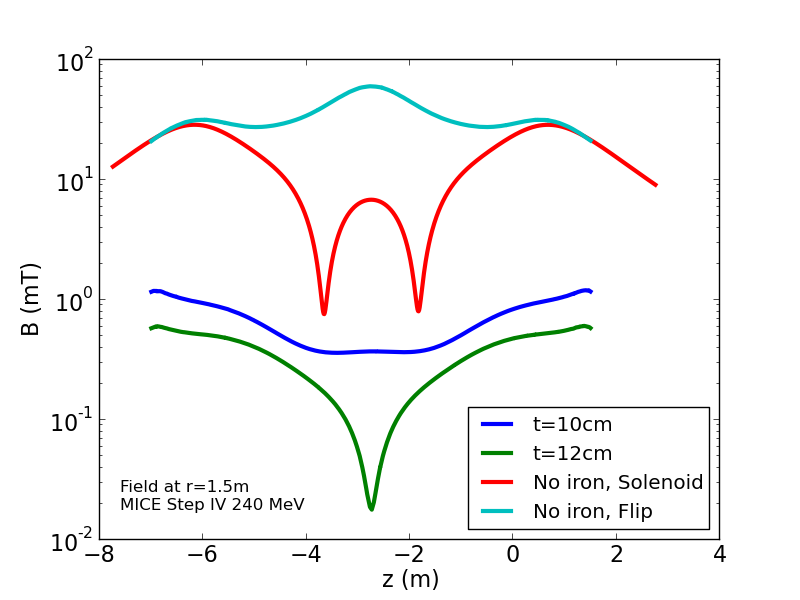 10²
10¹
10⁰
10⁻¹
10⁻²
B (mT)
t=10cm
t=12cm
No iron, Solenoid
No iron, Flip
Field at r=1.5m
MICE Step IV 240 MeV
−8 −6 −4 −2 0 2 4
z (m)